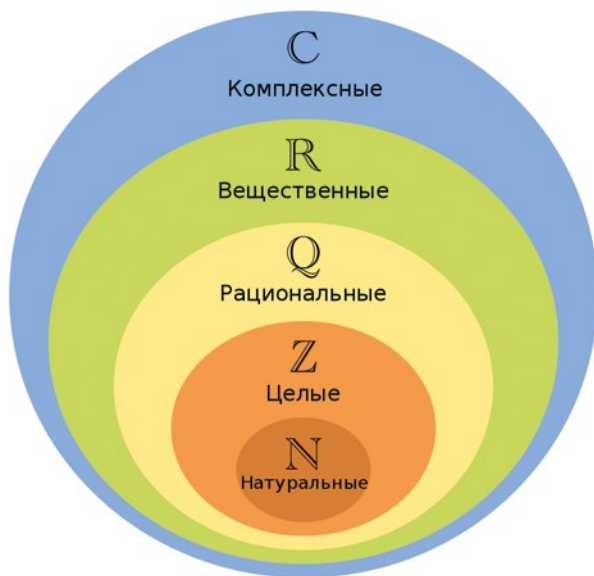 ℂ
Комплексные
ℝ
Вещественные
ℚ
Рациональные
ℤ
Целые
ℕ
Натуральные